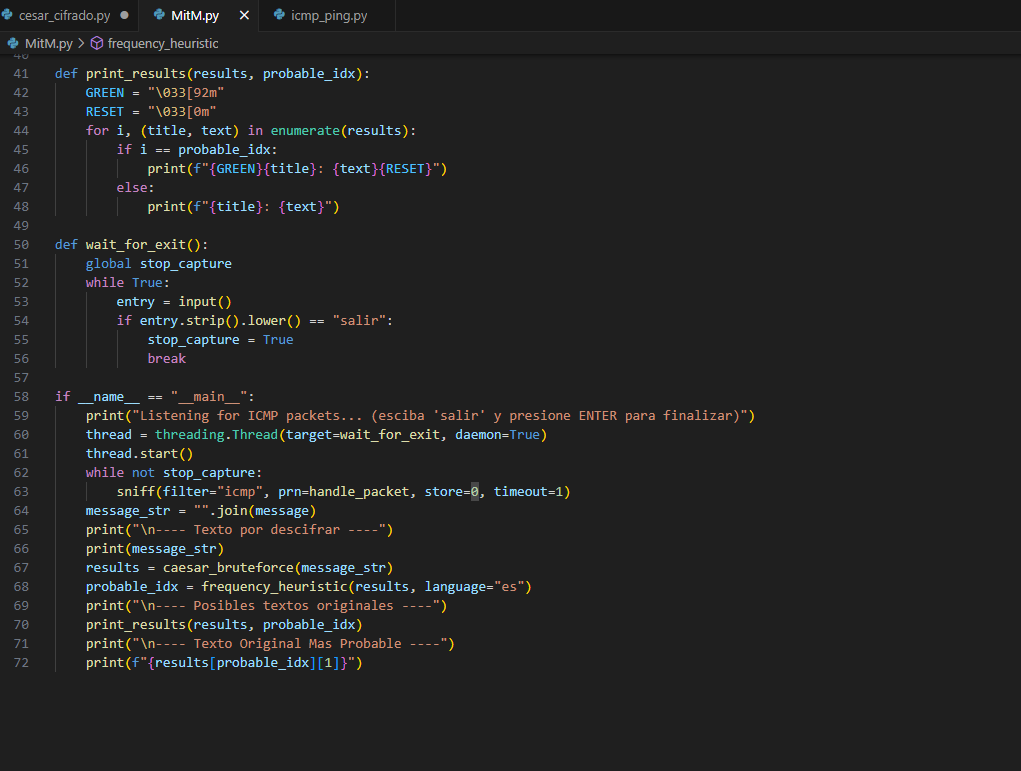 cesar_cifrado.py MitM.py icmp_ping.py
MitM.py > frequency_heuristic
40
41 def print_results(results, probable_idx):
42     GREEN = "\033[92m"
43     RESET = "\033[0m"
44     for i, (title, text) in enumerate(results):
45         if i == probable_idx:
46             print(f"{GREEN}{title}: {text}{RESET}")
47         else:
48             print(f"{title}: {text}")
49
50 def wait_for_exit():
51     global stop_capture
52     while True:
53         entry = input()
54         if entry.strip().lower() == "salir":
55             stop_capture = True
56             break
57
58 if __name__ == "__main__":
59     print("Listening for ICMP packets... (esciba 'salir' y presione ENTER para finalizar)")
60     thread = threading.Thread(target=wait_for_exit, daemon=True)
61     thread.start()
62     while not stop_capture:
63         sniff(filter="icmp", prn=handle_packet, store=0, timeout=1)
64     message_str = "".join(message)
65     print("\n---- Texto por descifrar ----")
66     print(message_str)
67     results = caesar_bruteforce(message_str)
68     probable_idx = frequency_heuristic(results, language="es")
69     print("\n---- Posibles textos originales ----")
70     print_results(results, probable_idx)
71     print("\n---- Texto Original Mas Probable ----")
72     print(f"{results[probable_idx][1]}")